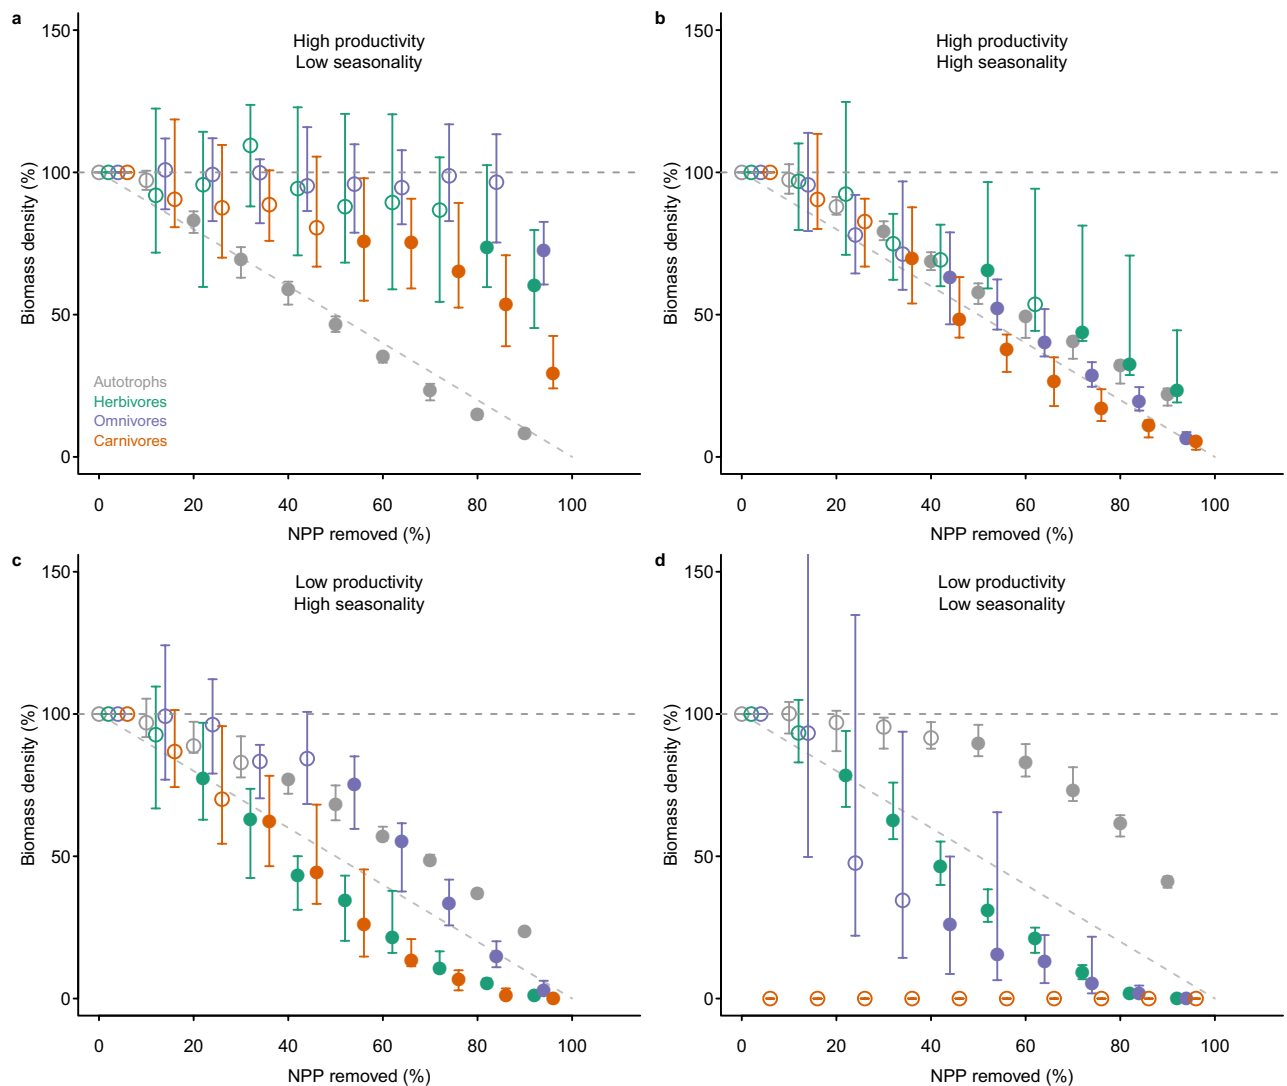 a
High productivity
Low seasonality
150
100
50
0
Biomass density (%)
Autotrophs
Herbivores
Omnivores
Carnivores
0 20 40 60 80 100
NPP removed (%)
b
High productivity
High seasonality
150
100
50
0
Biomass density (%)
0 20 40 60 80 100
NPP removed (%)
c
Low productivity
High seasonality
150
100
50
0
Biomass density (%)
0 20 40 60 80 100
NPP removed (%)
d
Low productivity
Low seasonality
150
100
50
0
Biomass density (%)
0 20 40 60 80 100
NPP removed (%)